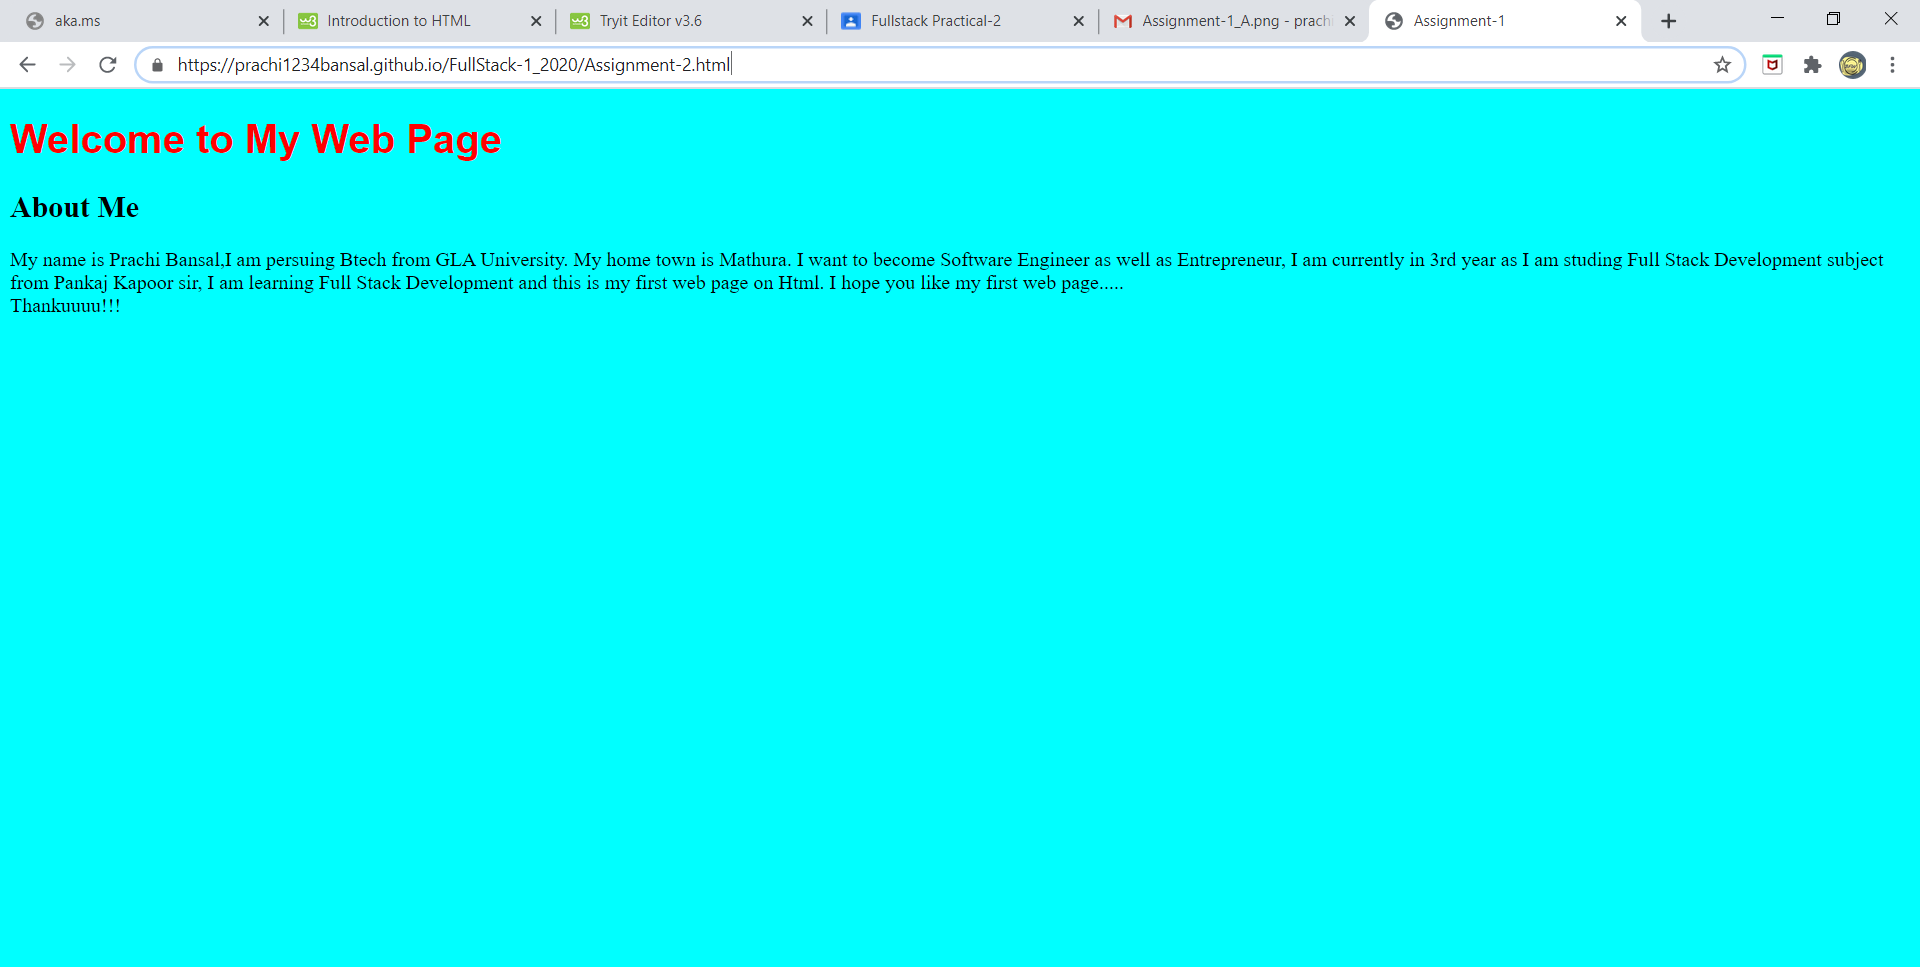 aka.ms
Introduction to HTML
Tryit Editor v3.6
Fullstack Practical-2
Assignment-1_A.png - prachi
Assignment-1
https://prachi1234bansal.github.io/FullStack-1_2020/Assignment-2.html
Welcome to My Web Page
About Me
My name is Prachi Bansal,I am persuing Btech from GLA University. My home town is Mathura. I want to become Software Engineer as well as Entrepreneur, I am currently in 3rd year as I am studing Full Stack Development subject
from Pankaj Kapoor sir, I am learning Full Stack Development and this is my first web page on Html. I hope you like my first web page.....
Thankuuuu!!!